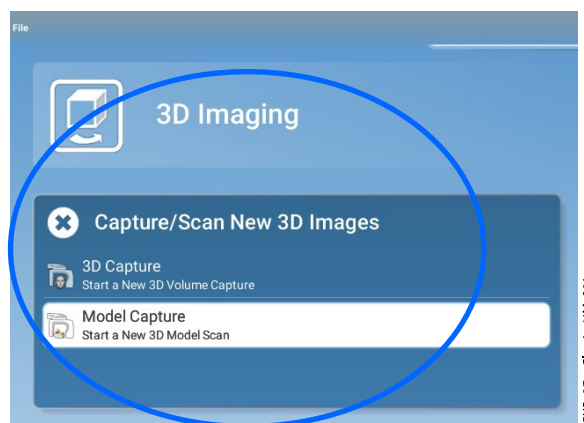 File
3D Imaging
Capture/Scan New 3D Images
3D Capture
Start a New 3D Volume Capture
Model Capture
Start a New 3D Model Scan